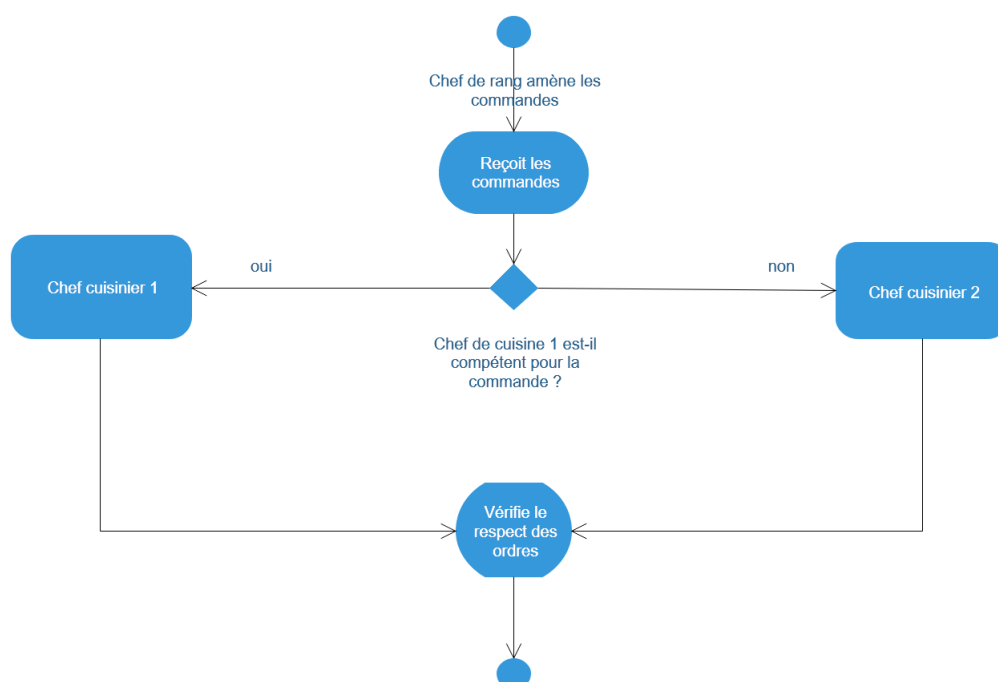 Chef de rang amène les
commandes
Reçoit les
commandes
Chef cuisinier 1
oui
non
Chef cuisinier 2
Chef de cuisine 1 est-il
compétent pour la
commande ?
Vérifie le
respect des
ordres